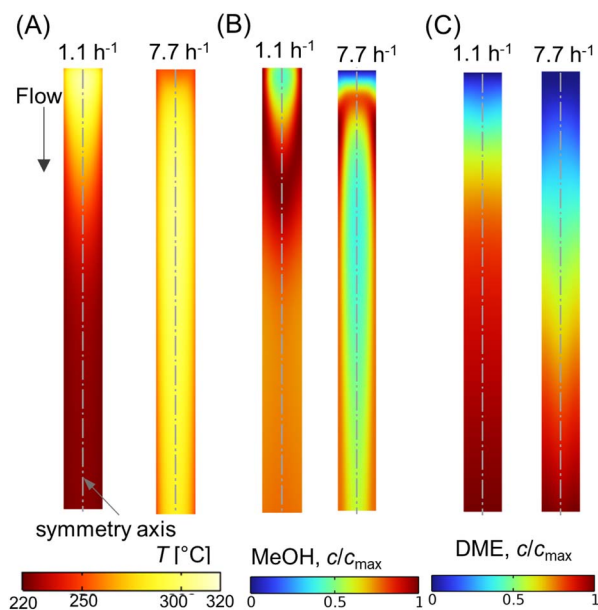 (A) (B) (C)
1.1 h-1 7.7 h-1 1.1 h-1 7.7 h-1 1.1 h-1 7.7 h-1
Flow
symmetry axis
T [°C] MeOH, c/cmax DME, c/cmax
220 250 300 320 0 0.5 1 0 0.5 1